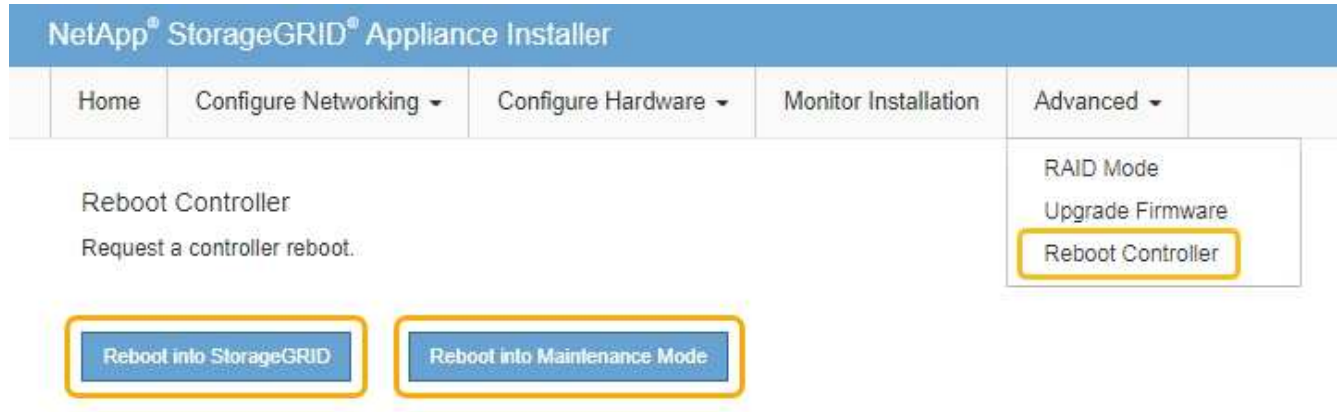 NetApp® StorageGRID® Appliance Installer
Home Configure Networking Configure Hardware Monitor Installation Advanced
RAID Mode
Upgrade Firmware
Reboot Controller
Reboot Controller
Request a controller reboot.
Reboot into StorageGRID Reboot into Maintenance Mode